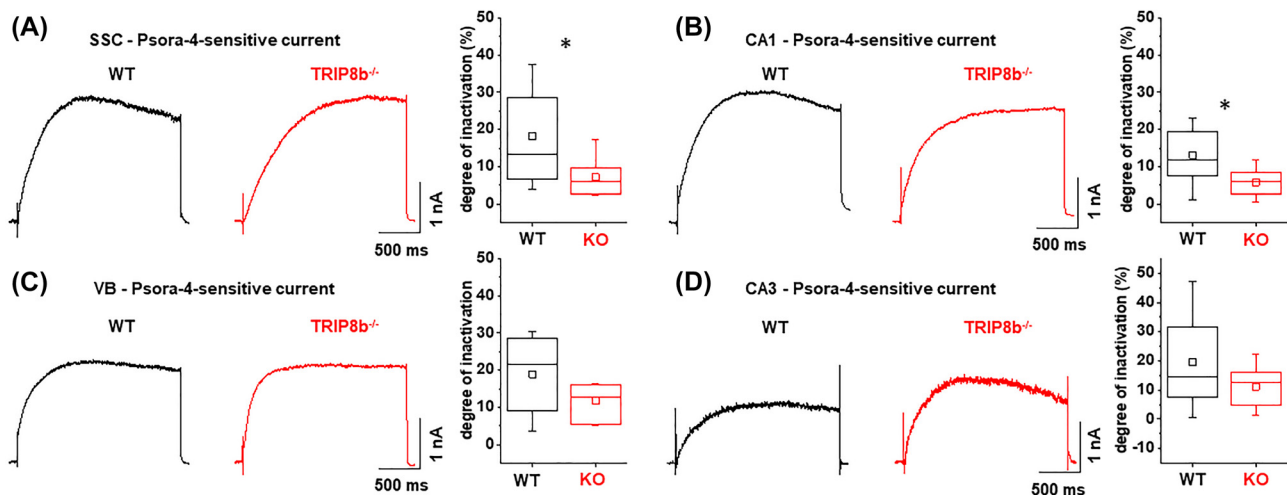 (A)
SSC - Psora-4-sensitive current
WT
TRIP8b-/-
1 nA
500 ms
degree of inactivation (%)
50
40
30
20
10
0
*
WT
KO
(B)
CA1 - Psora-4-sensitive current
WT
TRIP8b-/-
1 nA
500 ms
degree of inactivation (%)
50
40
30
20
10
0
*
WT
KO
(C)
VB - Psora-4-sensitive current
WT
TRIP8b-/-
1 nA
500 ms
degree of inactivation
50
40
30
20
10
0
WT
KO
(D)
CA3 - Psora-4-sensitive current
WT
TRIP8b-/-
1 nA
500 ms
degree of inactivation (%)
50
40
30
20
10
0
-10
WT
KO